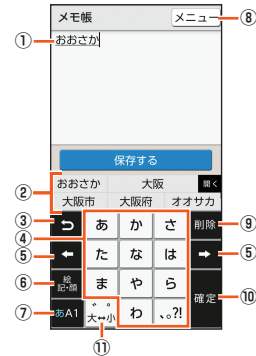 メモ帳 メニュー ⑧
① おおさか
保存する
② おおさか 大阪 開く
大阪市 大阪府 オオサカ
③ あ か さ 削除 ⑨
④
⑤ ← た な は → ⑤
⑥ 絵記・顔 ま や ら
確定 ⑩
⑦ あA1 ゛゜大↔小 わ 、。?!
⑪